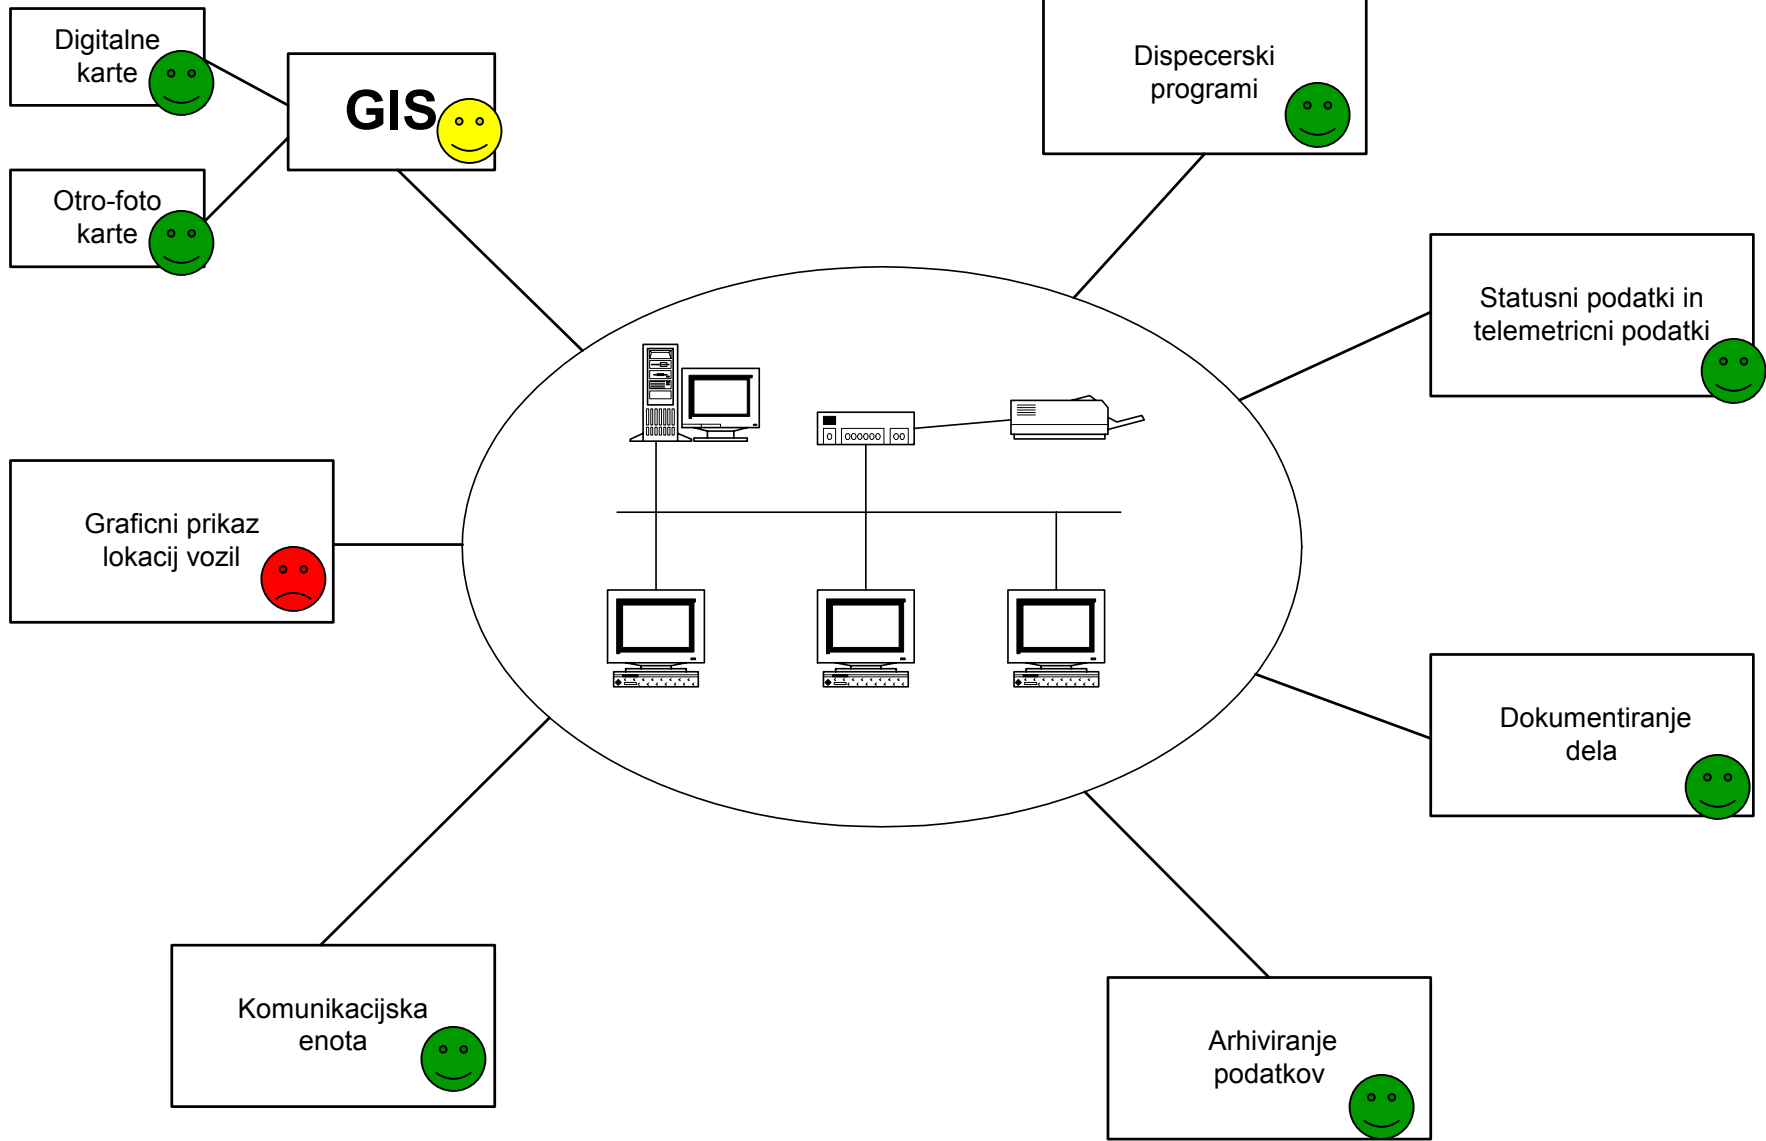 Digitalne
karte
GIS
Otro-foto
karte
Dispecerski
programi
Statusni podatki in
telemetricni podatki
Graficni prikaz
lokacij vozil
Dokumentiranje
dela
Komunikacijska
enota
Arhiviranje
podatkov